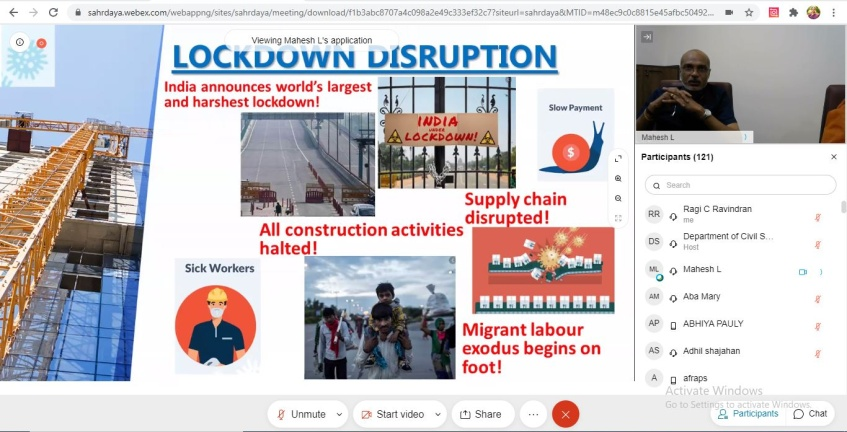 sahrdaya.webex.com/webappng/sites/sahrdaya/meeting/download/f1b3abc8707a4c098a2e49c333ef32c7?siteurl=sahrdaya&MTID=m48ec9c0c8815e45afbc50492...
Viewing Mahesh L's application
LOCKDOWN DISRUPTION
India announces world's largest
and harshest lockdown!
INDIA
UNDER
LOCKDOWN!
Slow Payment
$
Supply chain
disrupted!
All construction activities
halted!
Sick Workers
Migrant labour
exodus begins on
foot!
Mahesh L
Participants (121)
Search
RR
Ragi C Ravindran
me
DS
Department of Civil S...
Host
ML
Mahesh L
AM
Aba Mary
AP
ABHIYA PAULY
AS
Adhil shajahan
A
afraps
Activate Windows
Go to Settings to activate Windows.
Unmute
Start video
Share
Participants
Chat